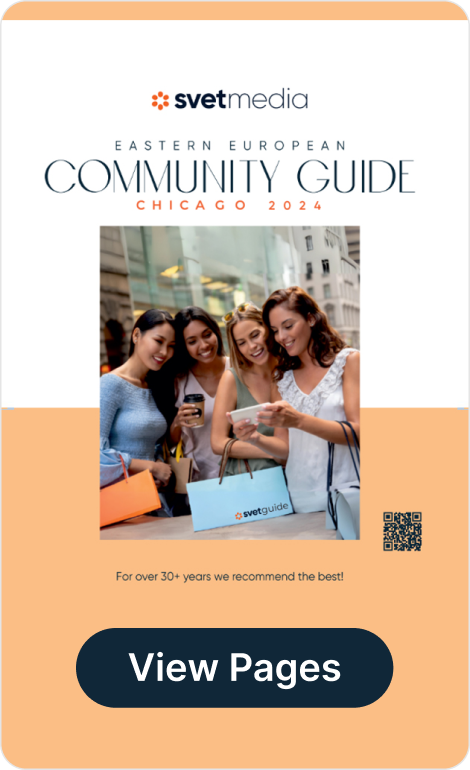 svetmedia
EASTERN EUROPEAN
COMMUNITY GUIDE
CHICAGO 2024
svetguide
For over 30+ years we recommend the best!
View Pages